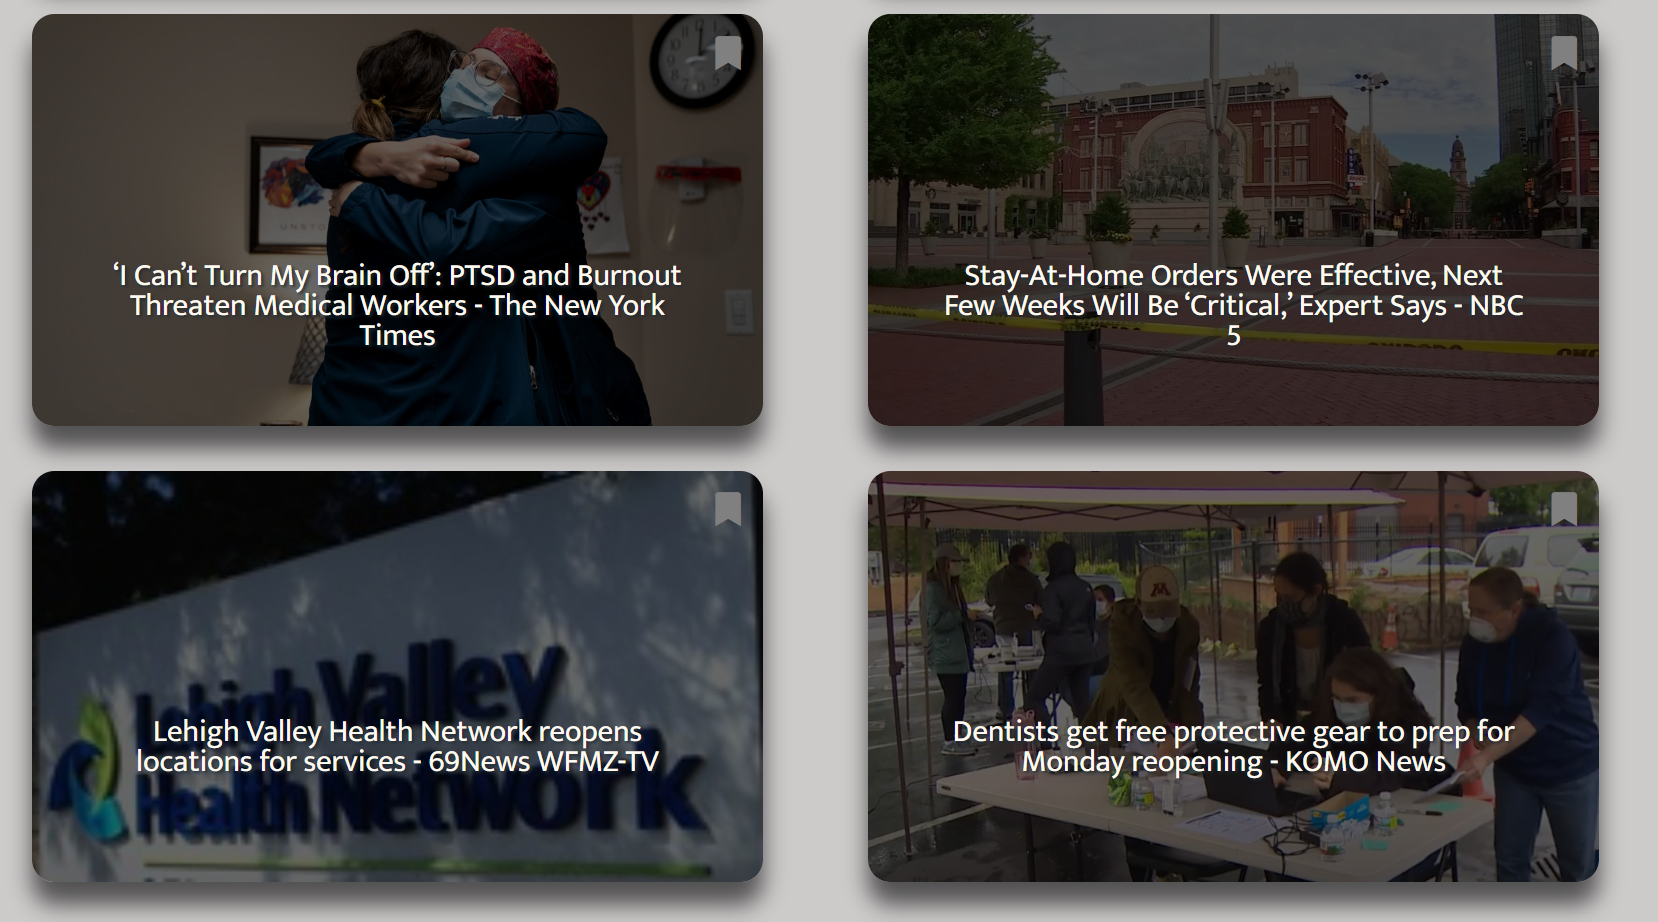 ‘I Can’t Turn My Brain Off’: PTSD and Burnout
Threaten Medical Workers - The New York
Times
Stay-At-Home Orders Were Effective, Next
Few Weeks Will Be ‘Critical,’ Expert Says - NBC
5
Lehigh Valley
Health Network
Lehigh Valley Health Network reopens
locations for services - 69News WFMZ-TV
M
Dentists get free protective gear to prep for
Monday reopening - KOMO News